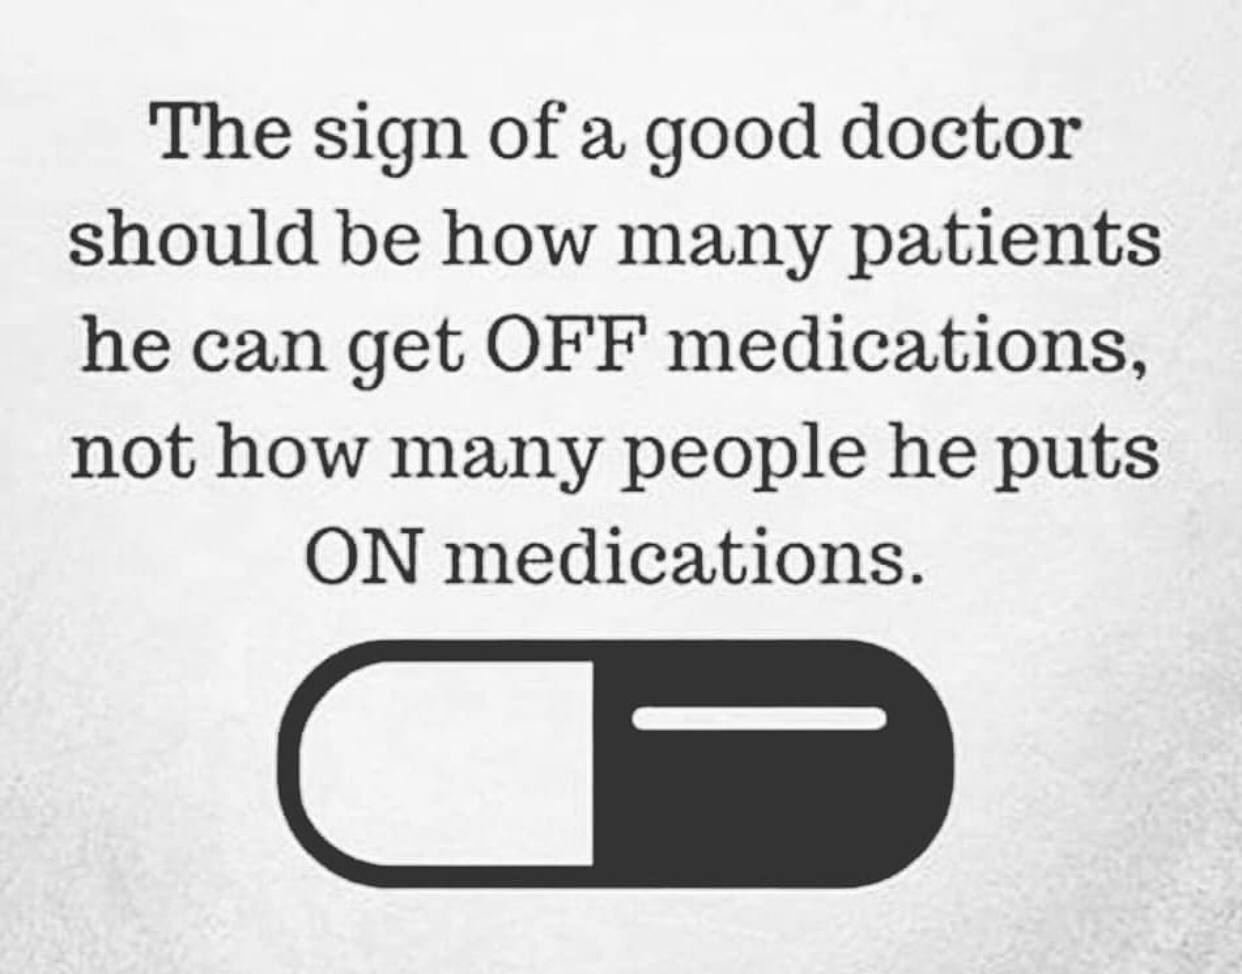 The sign of a good doctor
should be how many patients
he can get OFF medications,
not how many people he puts
ON medications.